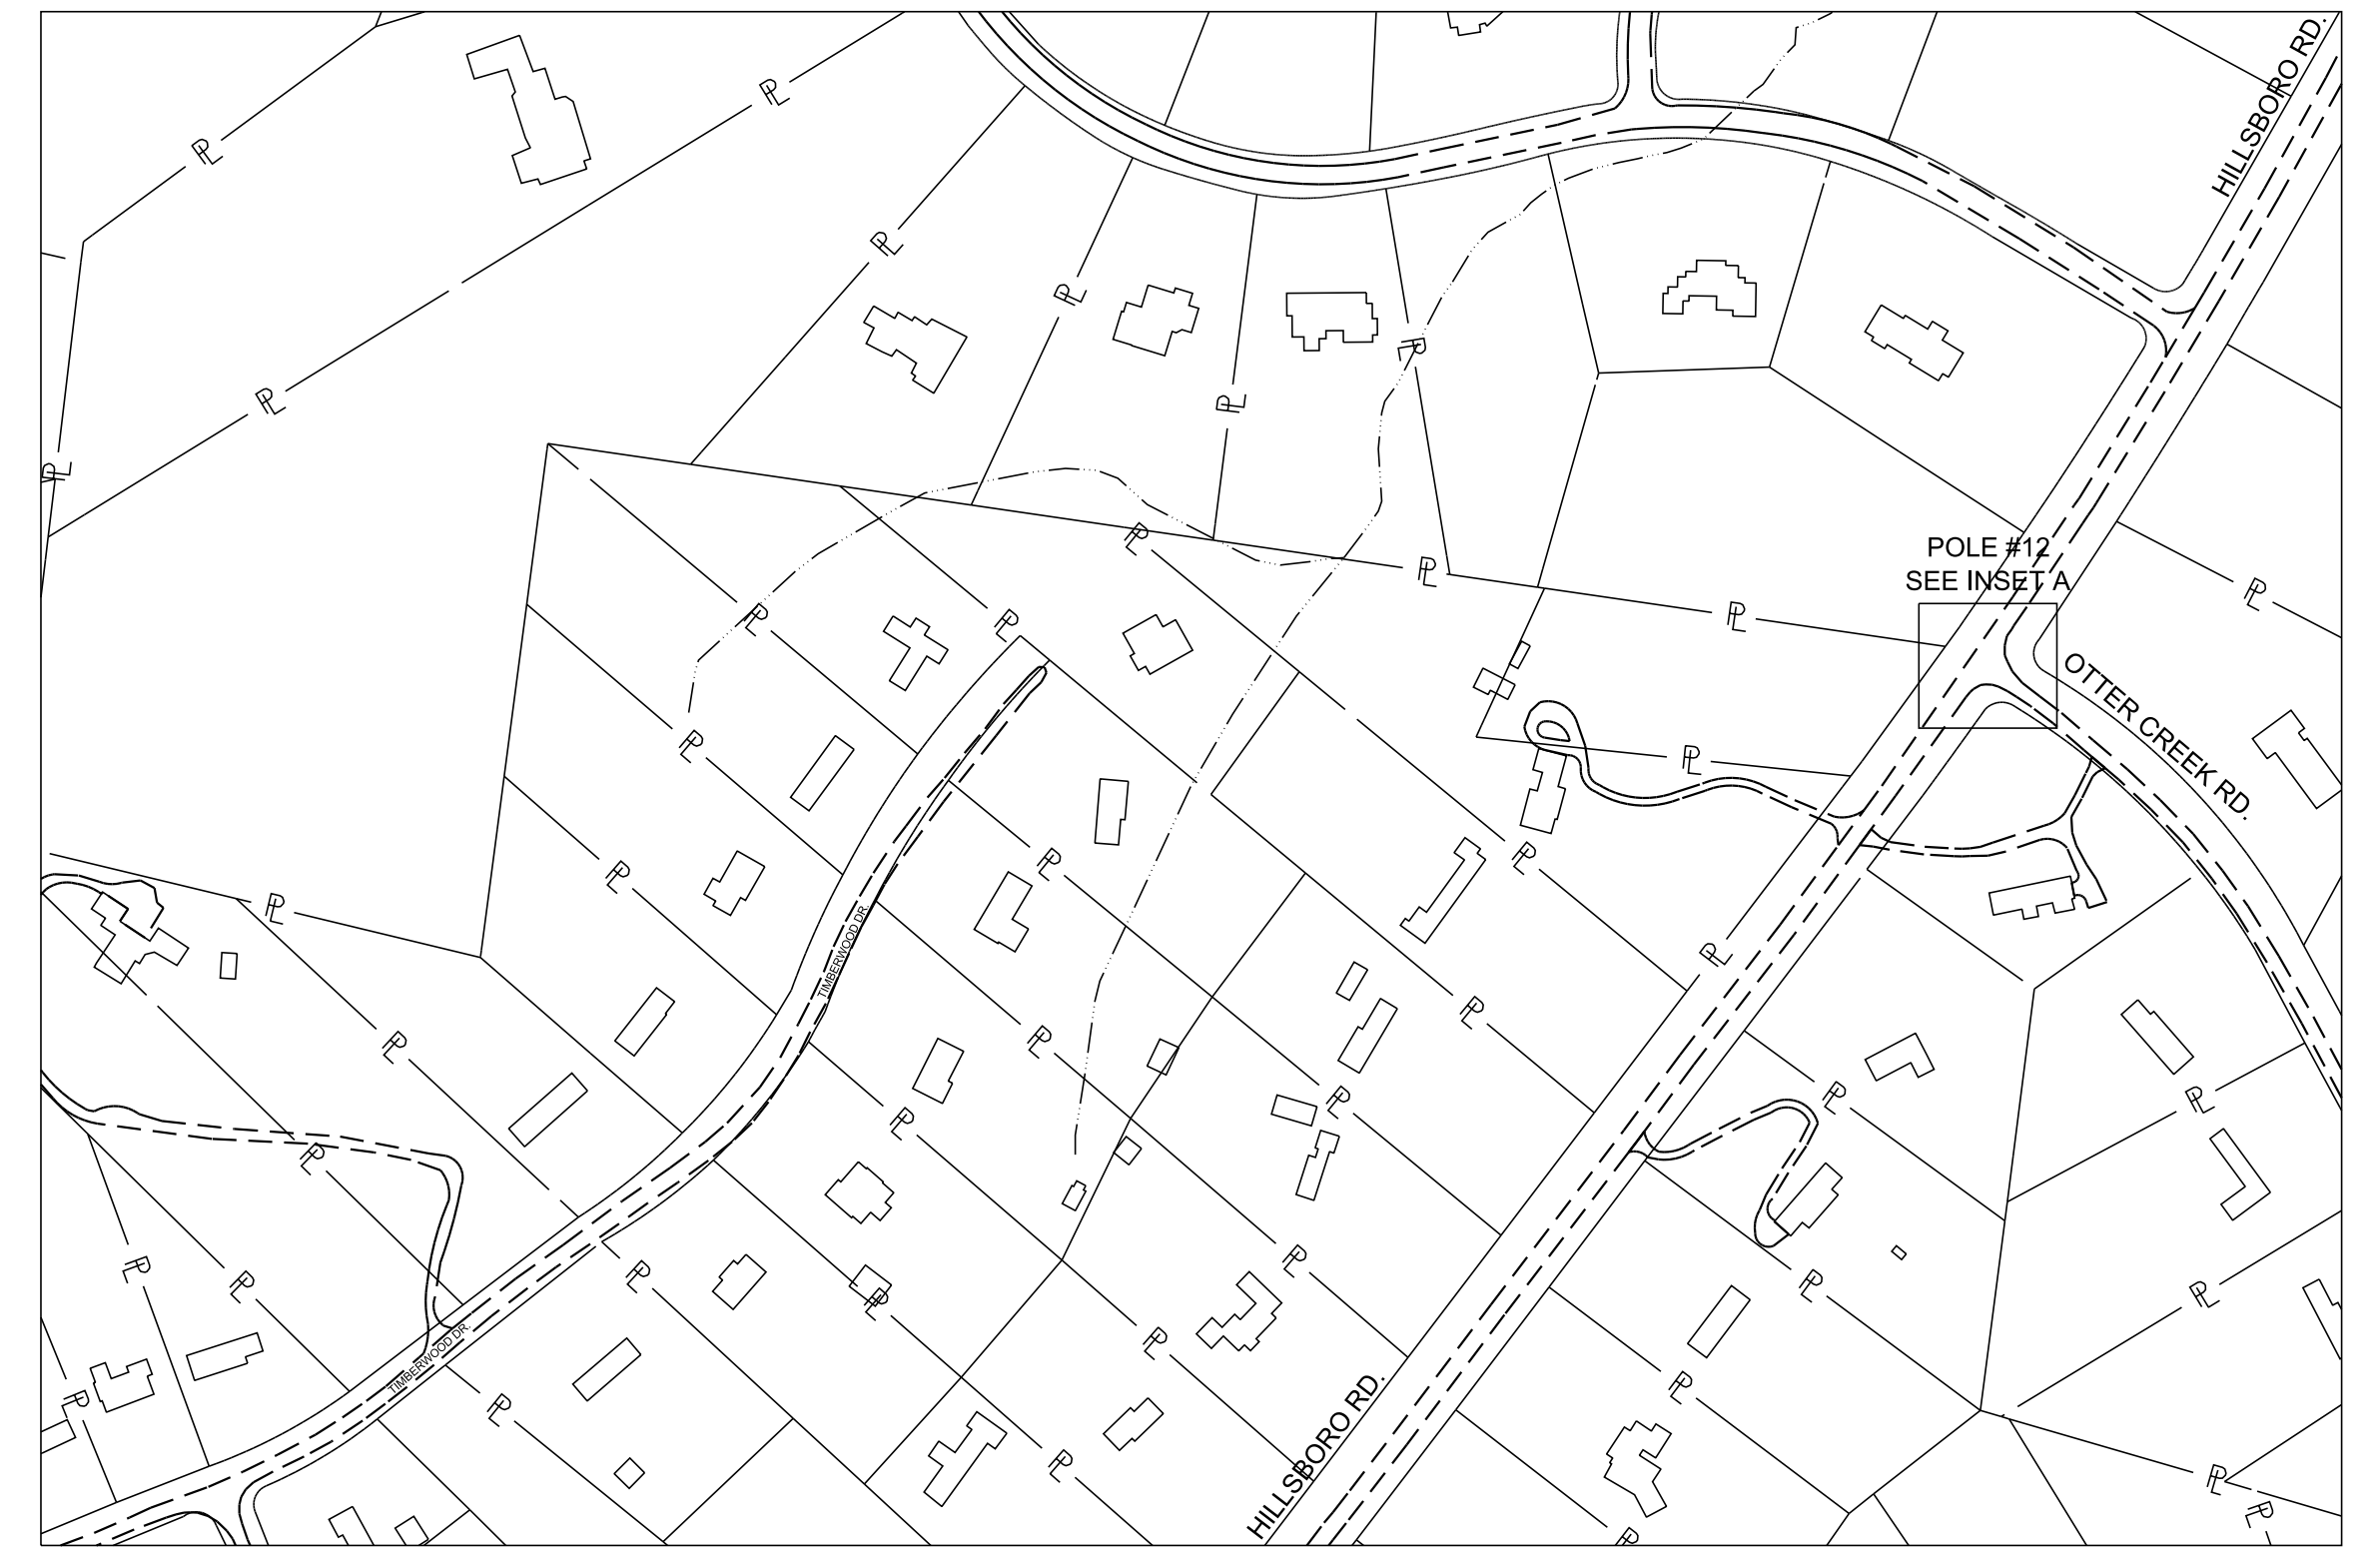 HILLSBORO RD.
POLE #12
SEE INSET A
OTTER CREEK RD.
TIMBERWOOD DR.
TIMBERWOOD DR.
HILLSBORO RD.